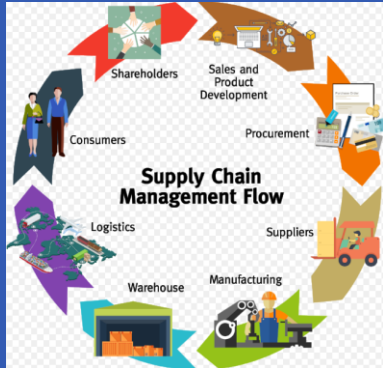 Shareholders
Sales and
Product
Development
Procurement
Consumers
Supply Chain
Management Flow
Logistics
Suppliers
Warehouse
Manufacturing